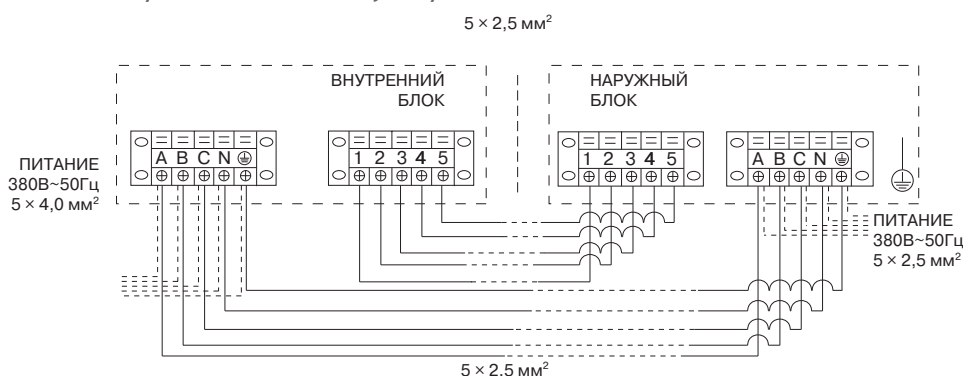 5 × 2,5 мм²
ВНУТРЕННИЙ
БЛОК
НАРУЖНЫЙ
БЛОК
A B C N
1 2 3 4 5
1 2 3 4 5
A B C N
ПИТАНИЕ
380В~50Гц
5 × 4,0 мм²
ПИТАНИЕ
380В~50Гц
5 × 2,5 мм²
5 × 2,5 мм²